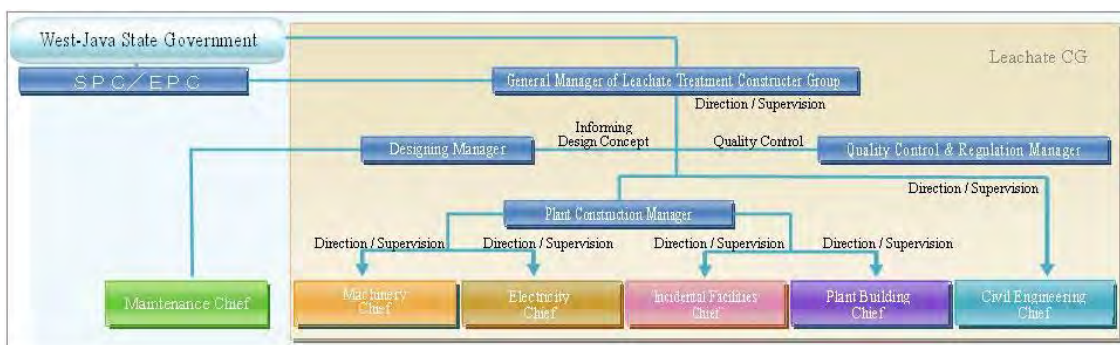 West-Java State Government
Leachate CG
ＳＰＣ／ＥＰＣ
General Manager of Leachate Treatment Constructer Group
Direction / Supervision
Informing
Design Concept
Quality Control
Designing Manager
Quality Control & Regulation Manager
Direction / Supervision
Plant Construction Manager
Direction / Supervision
Direction / Supervision
Direction / Supervision
Direction / Supervision
Maintenance Chief
Machinery
Chief
Electricity
Chief
Incidental Facilities
Chief
Plant Building
Chief
Civil Engineering
Chief